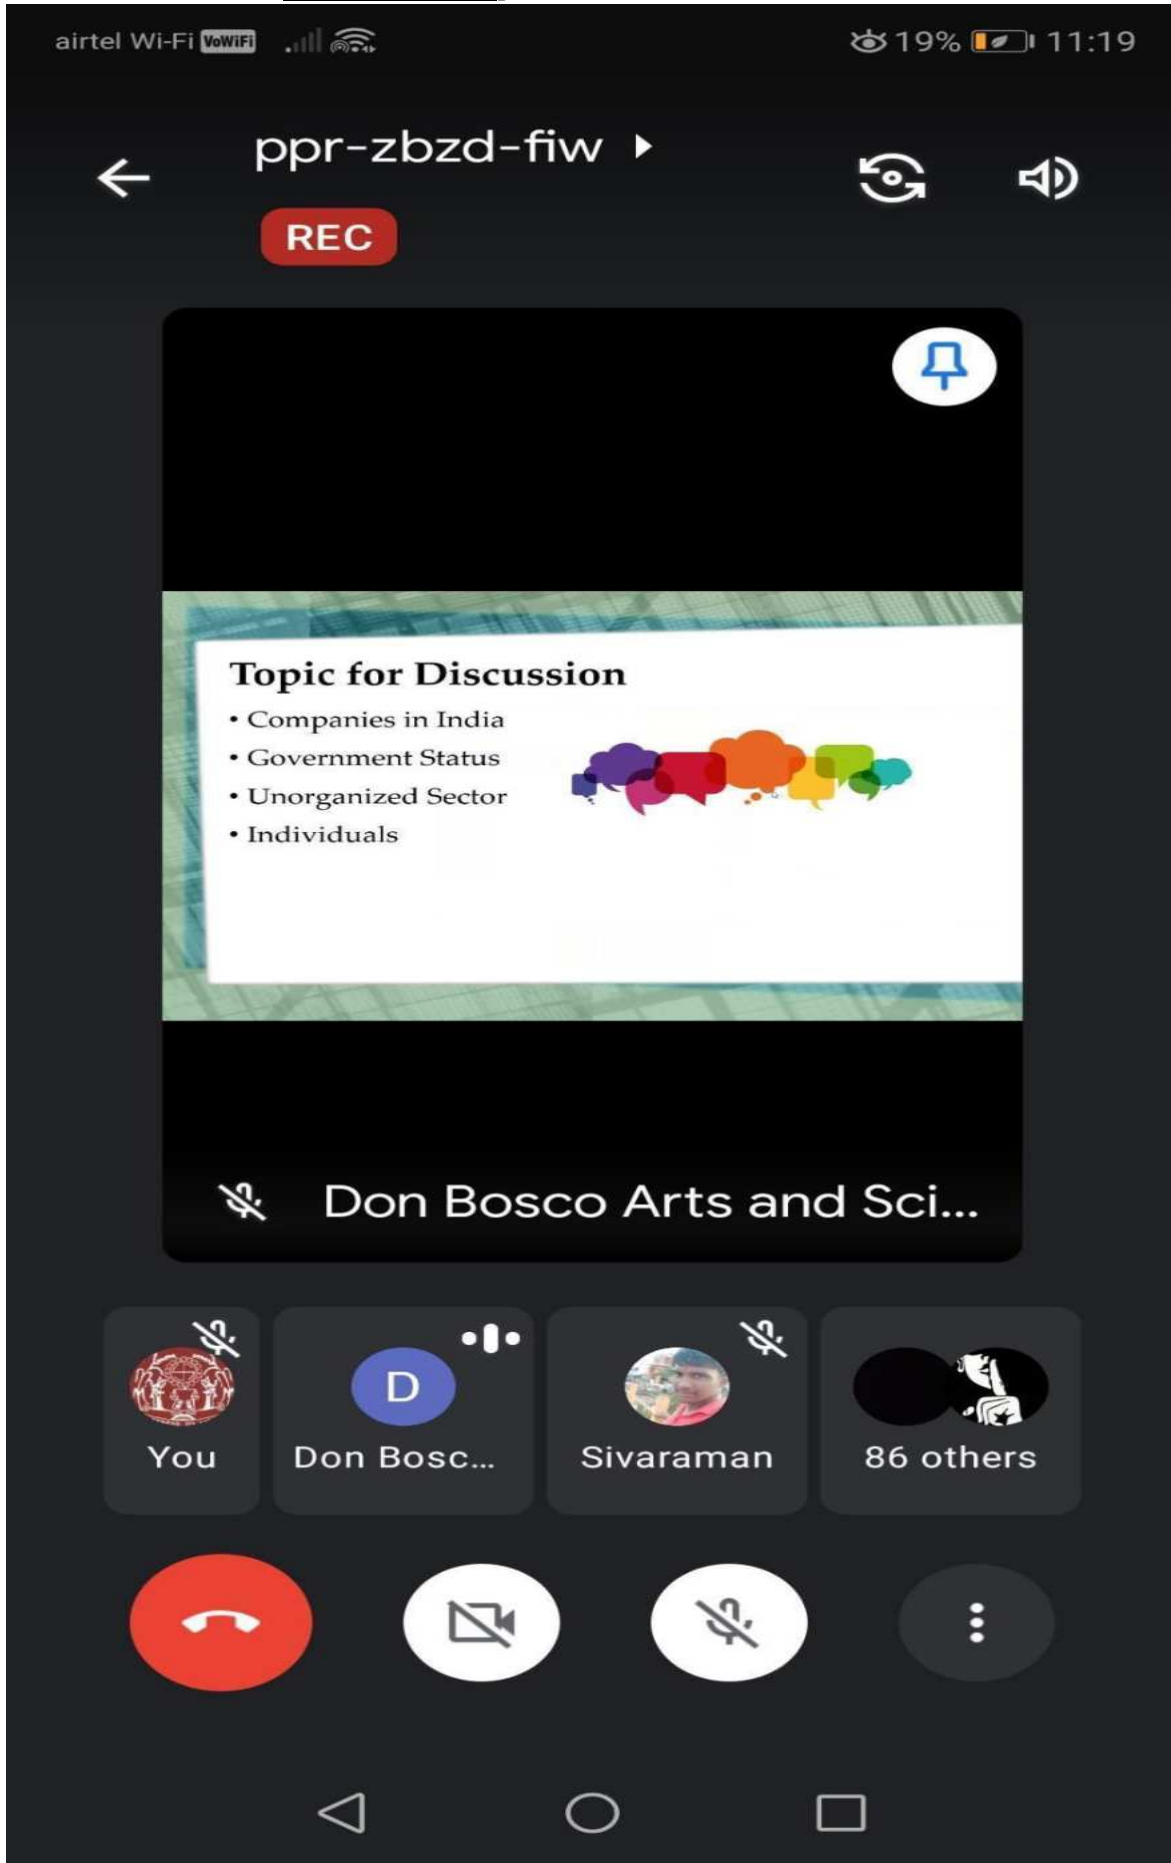 airtel Wi-Fi VoWiFi 19% 11:19
ppr-zbzd-fiw
REC
Topic for Discussion
• Companies in India
• Government Status
• Unorganized Sector
• Individuals
Don Bosco Arts and Sci...
D
You Don Bosc... Sivaraman 86 others